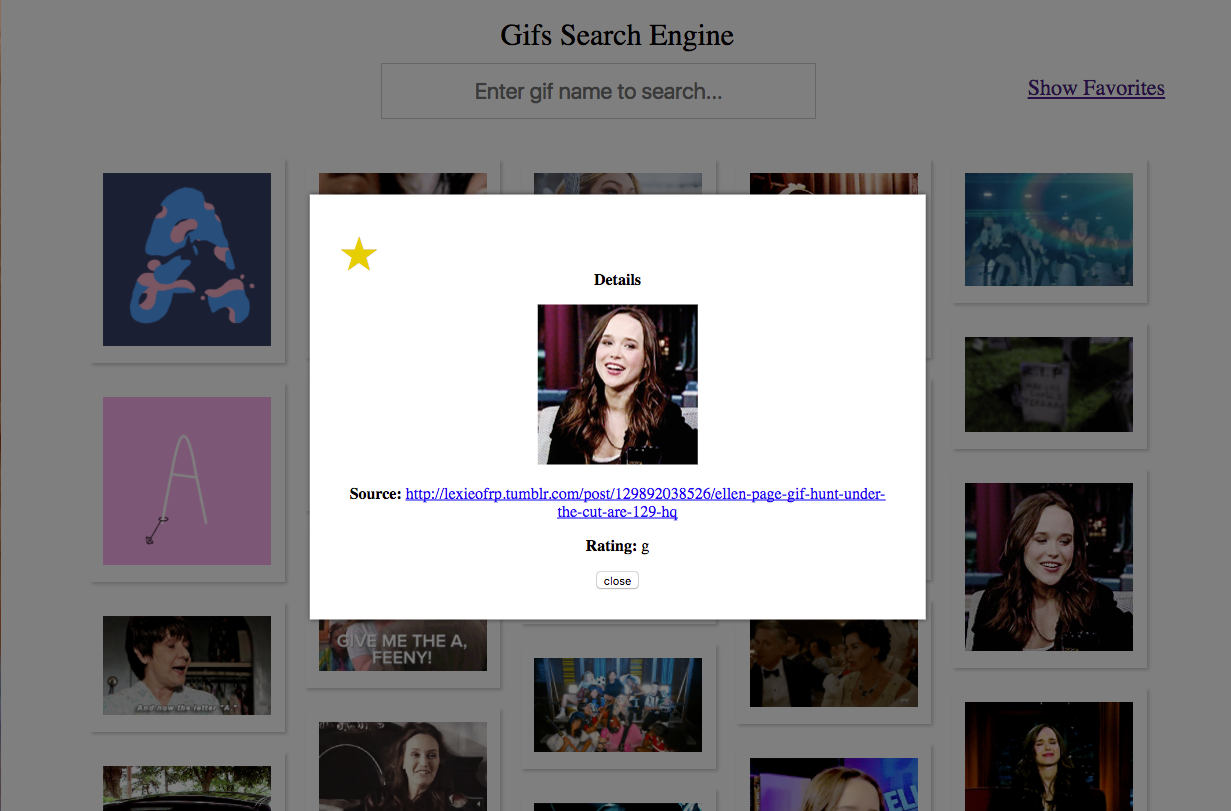 Gifs Search Engine
Enter gif name to search...
Show Favorites
Details
Source: http://lexieofrp.tumblr.com/post/129892038526/ellen-page-gif-hunt-under-
the-cut-are-129-hq
Rating: g
close
GIVE ME THE A,
FEENY!
And now the letter "A."